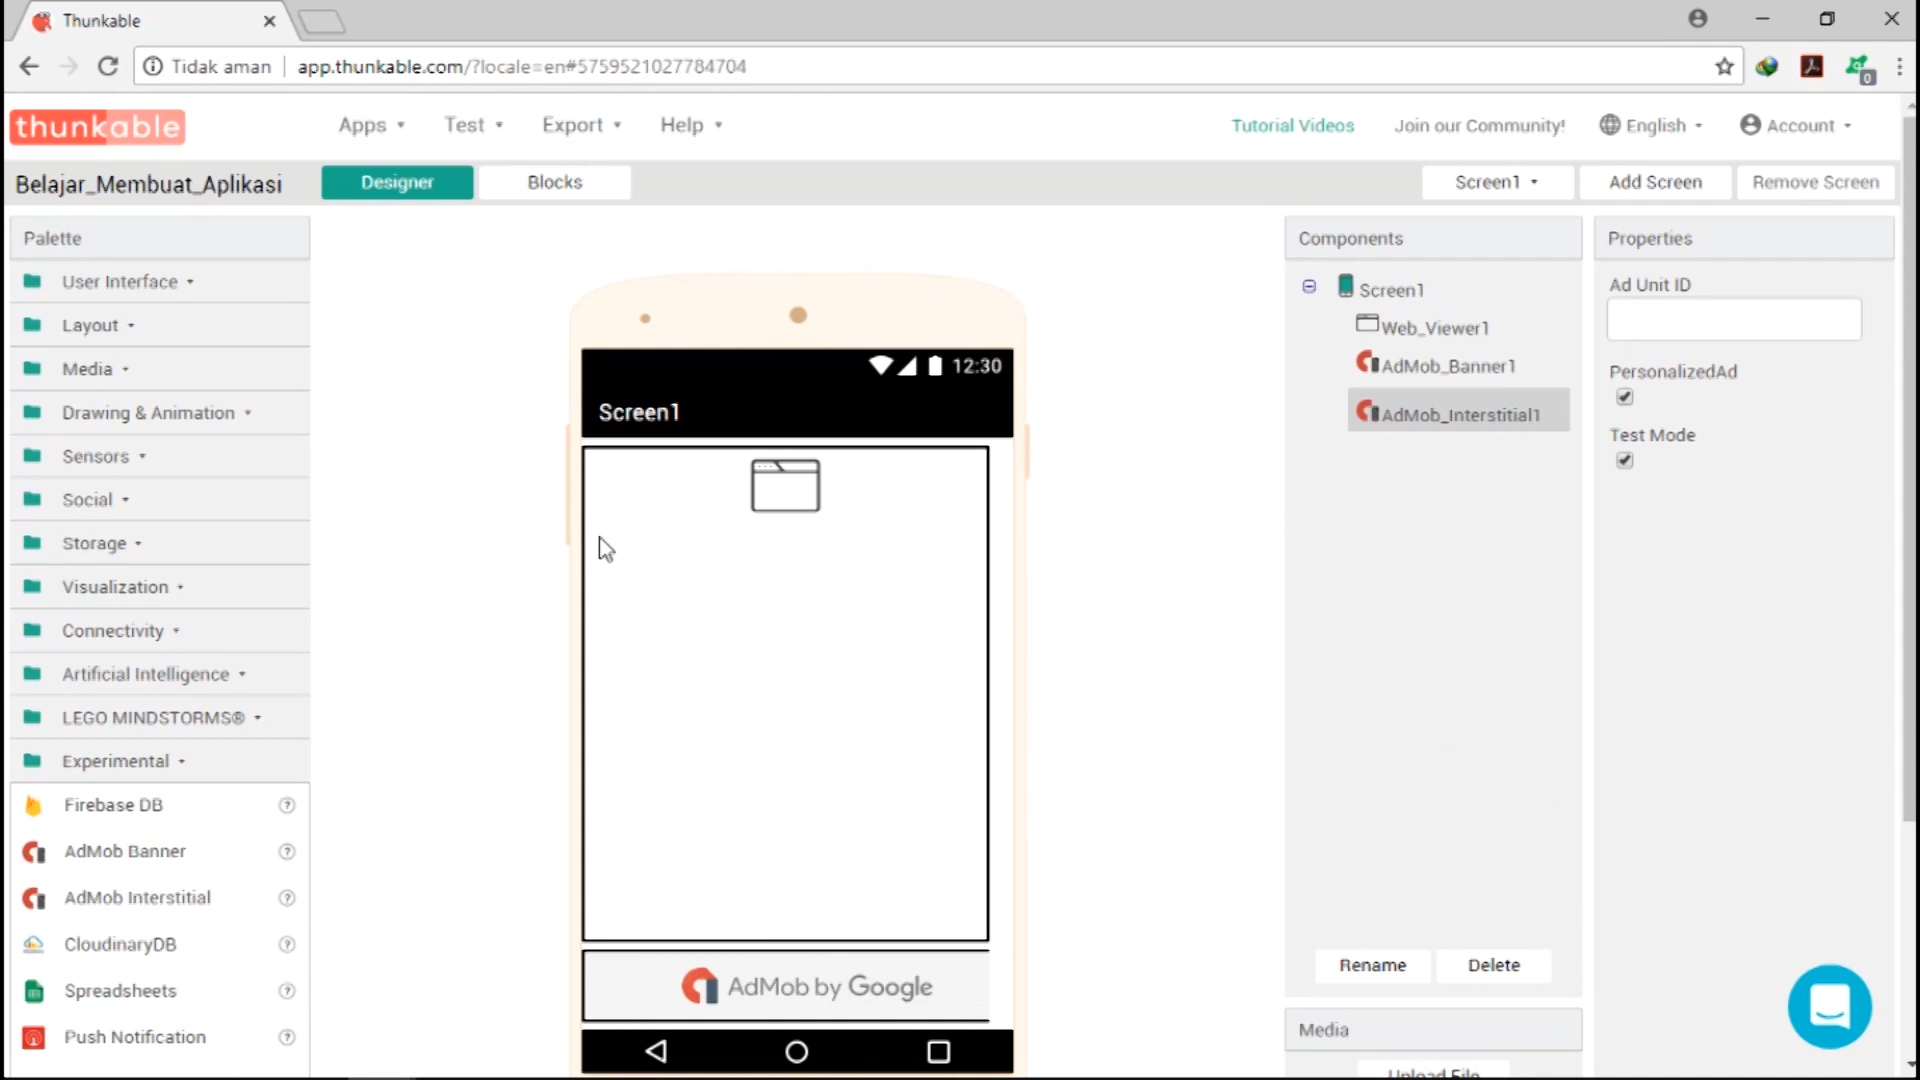 Thunkable
Tidak aman
app.thunkable.com/?locale=en#5759521027784704
0
thunkable
Apps
Test
Export
Help
Tutorial Videos
Join our Community!
English
Account
Belajar_Membuat_Aplikasi
Designer
Blocks
Screen1
Add Screen
Remove Screen
Palette
User Interface
Layout
Media
Drawing & Animation
Sensors
Social
Storage
Visualization
Connectivity
Artificial Intelligence
LEGO MINDSTORMS®
Experimental
Firebase DB
AdMob Banner
AdMob Interstitial
CloudinaryDB
Spreadsheets
Push Notification
12:30
Screen1
AdMob by Google
Components
Screen1
Web_Viewer1
AdMob_Banner1
AdMob_Interstitial1
Rename
Delete
Media
Upload File
Properties
Ad Unit ID
PersonalizedAd
Test Mode